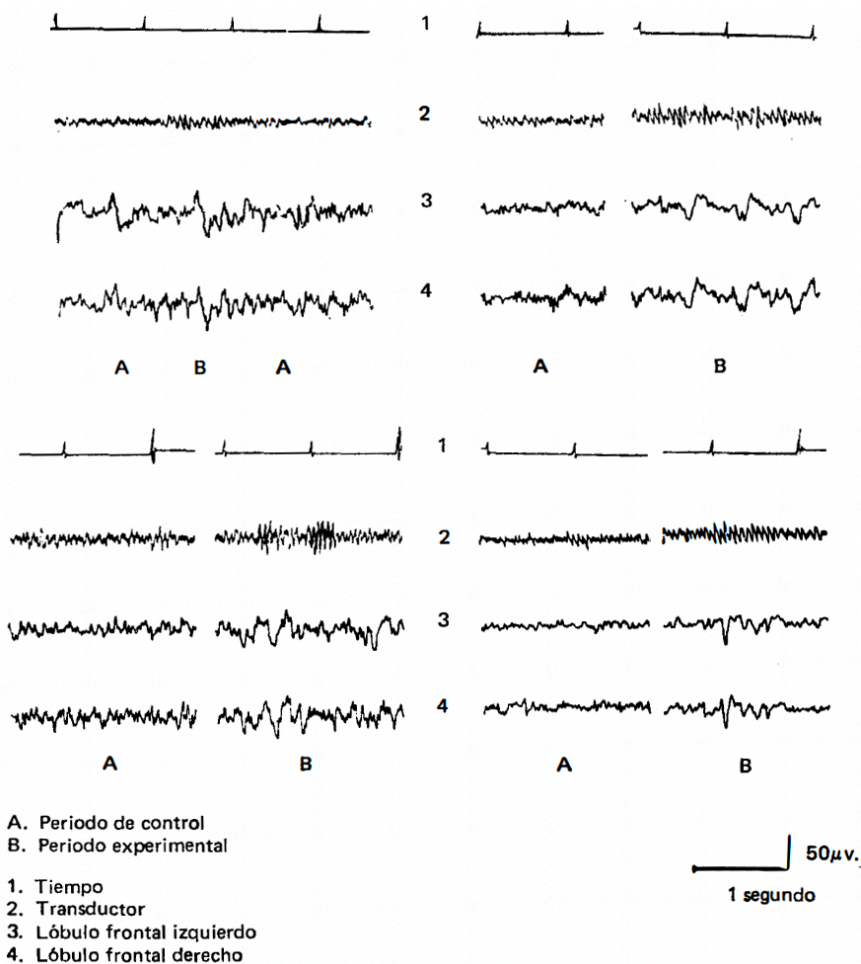 1
2
3
4
A B A
A B
1
2
3
4
A B
A B
A. Periodo de control
B. Periodo experimental
1. Tiempo
2. Transductor
3. Lóbulo frontal izquierdo
4. Lóbulo frontal derecho
50μv.
1 segundo